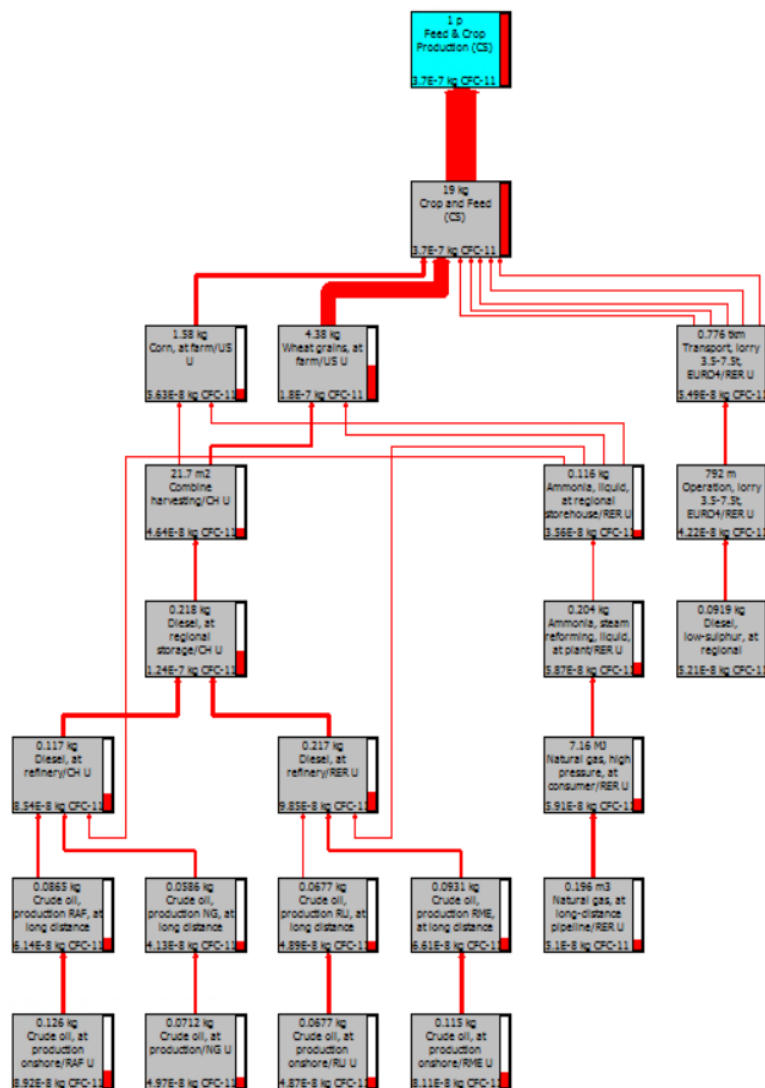 1 p
Feed & Crop
Production (CS)
3.7E-7 kg CFC-11
19 kg
Crop and Feed
(CS)
3.7E-7 kg CFC-11
1.58 kg
Corn, at farm/US
U
5.63E-8 kg CFC-11
4.38 kg
Wheat grains, at
farm/US U
1.8E-7 kg CFC-11
0.776 tkm
Transport, lorry
3.5-7.5t,
EURO4/RER U
5.49E-8 kg CFC-11
21.7 m2
Combine
harvesting/CH U
4.64E-8 kg CFC-11
0.116 kg
Ammonia, liquid,
at regional
storehouse/RER U
3.56E-8 kg CFC-11
792 m
Operation, lorry
3.5-7.5t,
EURO4/RER U
4.22E-8 kg CFC-11
0.218 kg
Diesel, at
regional
storage/CH U
1.24E-7 kg CFC-11
0.204 kg
Ammonia, steam
reforming, liquid,
at plant/RER U
5.87E-8 kg CFC-11
0.0919 kg
Diesel,
low-sulphur, at
regional
5.21E-8 kg CFC-11
0.117 kg
Diesel, at
refinery/CH U
8.54E-8 kg CFC-11
0.217 kg
Diesel, at
refinery/RER U
9.85E-8 kg CFC-11
7.16 MJ
Natural gas, high
pressure, at
consumer/RER U
5.91E-8 kg CFC-11
0.0865 kg
Crude oil,
production RAF, at
long distance
6.14E-8 kg CFC-11
0.0586 kg
Crude oil,
production NG, at
long distance
4.13E-8 kg CFC-11
0.0677 kg
Crude oil,
production RU, at
long distance
4.89E-8 kg CFC-11
0.0931 kg
Crude oil,
production RME,
at long distance
6.61E-8 kg CFC-11
0.196 m3
Natural gas, at
long-distance
pipeline/RER U
5.1E-8 kg CFC-11
0.126 kg
Crude oil, at
production
onshore/RAF U
8.92E-8 kg CFC-11
0.0712 kg
Crude oil, at
production/NG U
4.97E-8 kg CFC-11
0.0677 kg
Crude oil, at
production
onshore/RU U
4.87E-8 kg CFC-11
0.115 kg
Crude oil, at
production
onshore/RME U
8.11E-8 kg CFC-11